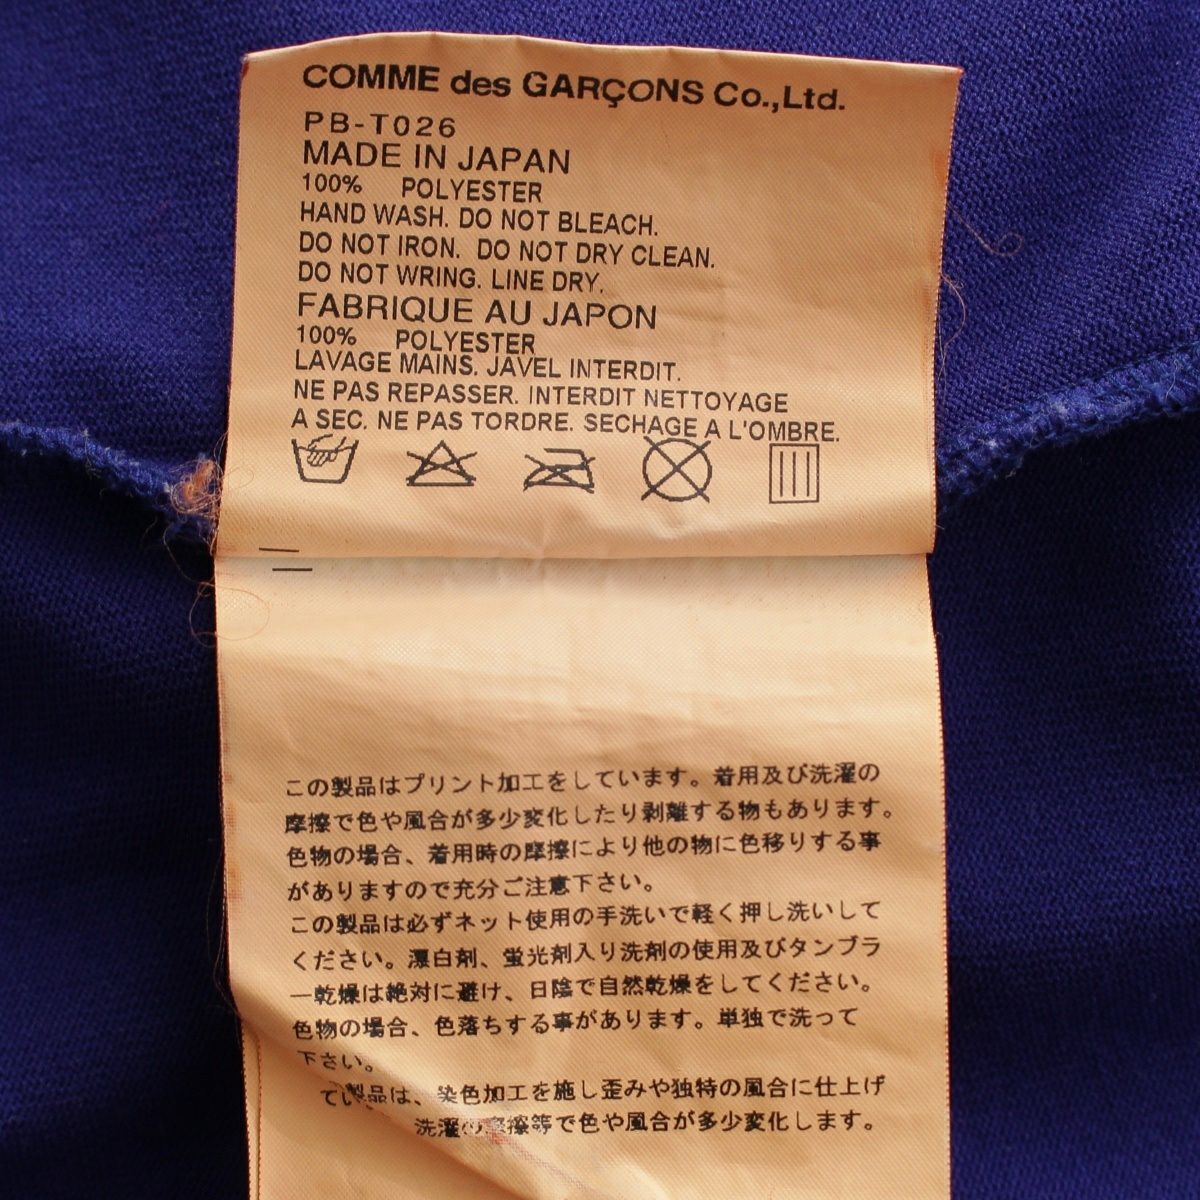 COMME des GARÇONS Co.,Ltd.
PB-T026
MADE IN JAPAN
100% POLYESTER
HAND WASH. DO NOT BLEACH.
DO NOT IRON. DO NOT DRY CLEAN.
DO NOT WRING. LINE DRY.
FABRIQUE AU JAPON
100% POLYESTER
LAVAGE MAINS. JAVEL INTERDIT.
NE PAS REPASSER. INTERDIT NETTOYAGE
A SEC. NE PAS TORDRE. SECHAGE A L'OMBRE.
この製品はプリント加工をしています。着用及び洗濯の
摩擦で色や風合が多少変化したり剥離する物もあります。
色物の場合、着用時の摩擦により他の物に色移りする事
がありますので充分ご注意下さい。
この製品は必ずネット使用の手洗いで軽く押し洗いして
ください。漂白剤、蛍光剤入り洗剤の使用及びタンブラ
ー乾燥は絶対に避け、日陰で自然乾燥をしてください。
色物の場合、色落ちする事があります。単独で洗って
下さい。
製品は、染色加工を施し歪みや独特の風合に仕上げ
てい
洗濯の摩擦等で色や風合が多少変化します。